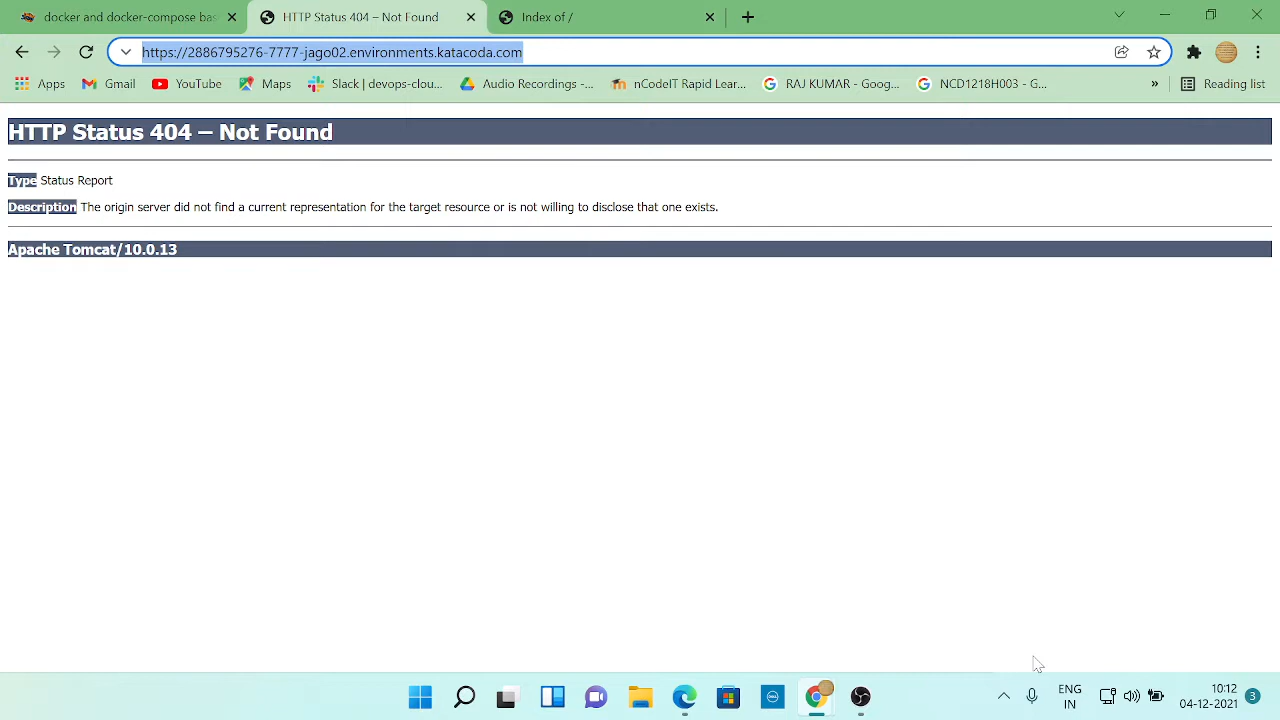 docker and docker-compose bas
HTTP Status 404 – Not Found
Index of /
https://2886795276-7777-jago02.environments.katacoda.com
Apps
Gmail
YouTube
Maps
Slack | devops-clou...
Audio Recordings -...
nCodeIT Rapid Lear...
RAJ KUMAR - Goog...
NCD1218H003 - G...
»
Reading list
HTTP Status 404 – Not Found
Type Status Report
Description The origin server did not find a current representation for the target resource or is not willing to disclose that one exists.
Apache Tomcat/10.0.13
ENG
IN
10:12
04-12-2021
3